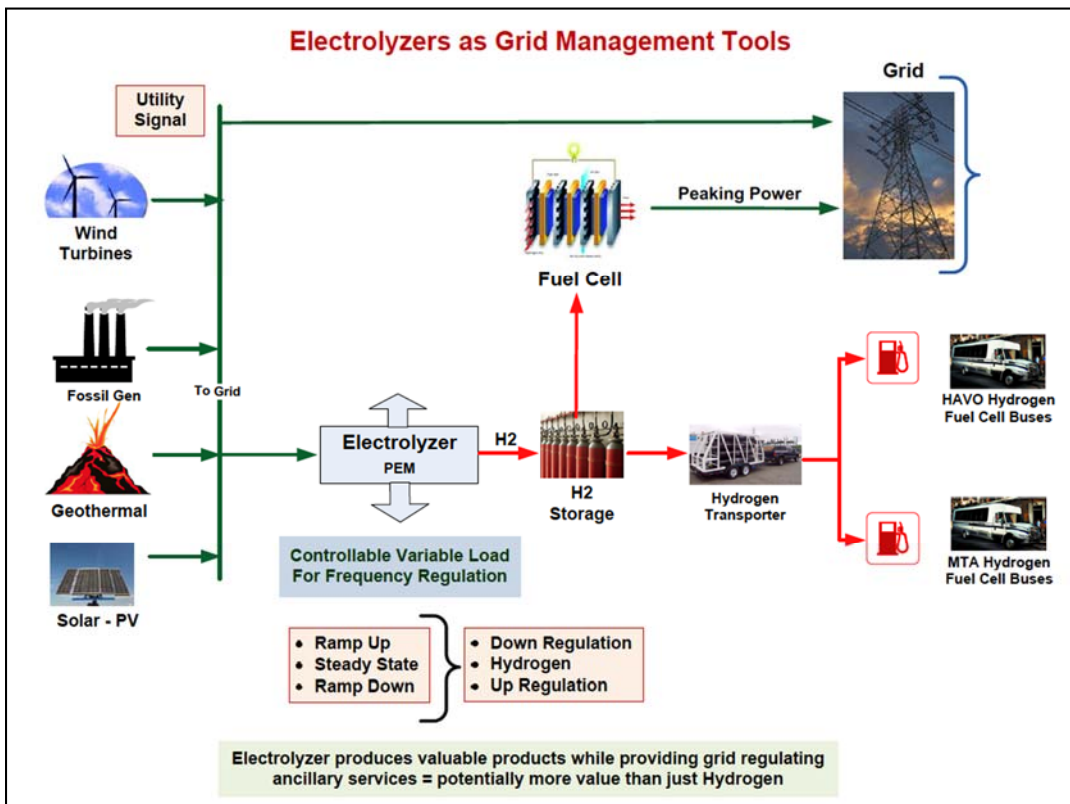 Electrolyzers as Grid Management Tools
Utility
Signal
Grid
Wind
Turbines
Peaking Power
Fuel Cell
Fossil Gen
To Grid
Electrolyzer
PEM
H2
H2
Storage
Hydrogen
Transporter
HAVO Hydrogen
Fuel Cell Buses
Geothermal
MTA Hydrogen
Fuel Cell Buses
Controllable Variable Load
For Frequency Regulation
Solar - PV
• Ramp Up
• Steady State
• Ramp Down
• Down Regulation
• Hydrogen
• Up Regulation
Electrolyzer produces valuable products while providing grid regulating
ancillary services = potentially more value than just Hydrogen